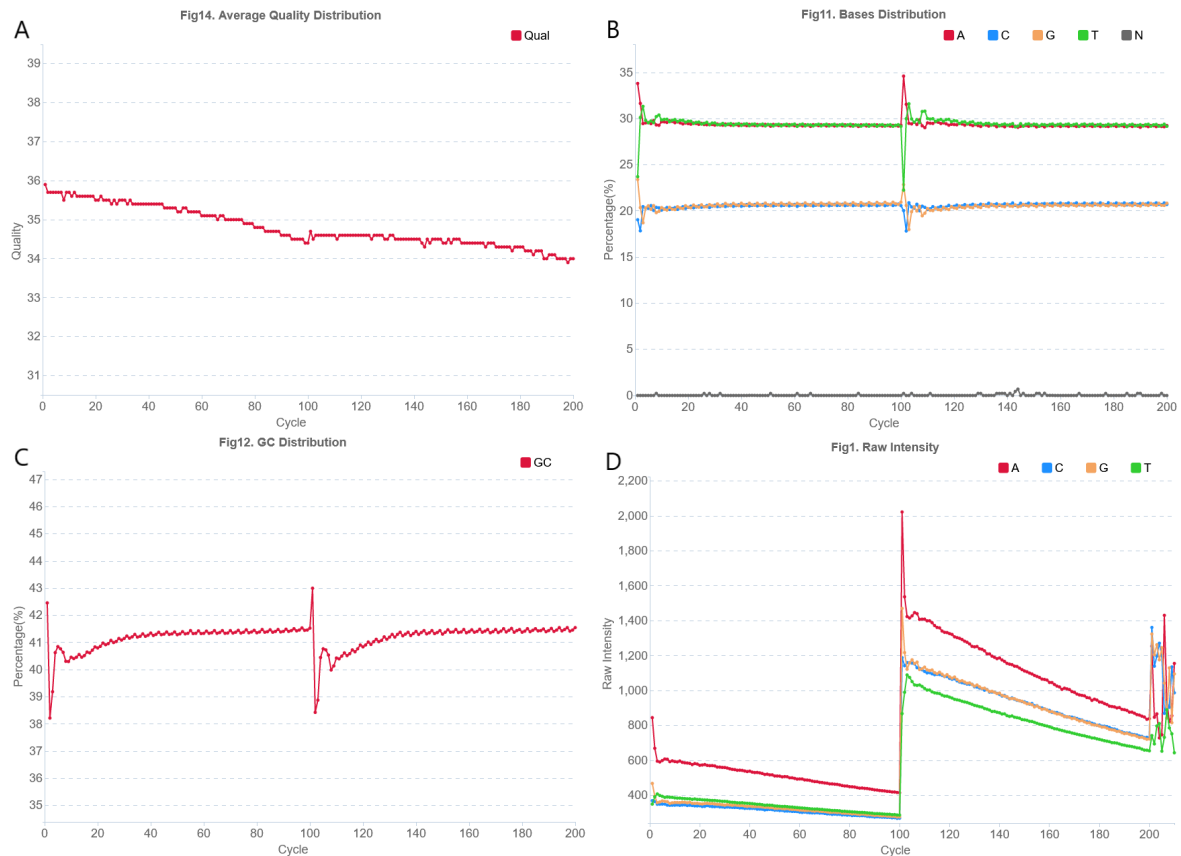 A
Fig14. Average Quality Distribution
Qual
39
38
37
36
35
34
33
32
31
Quality
0 20 40 60 80 100 120 140 160 180 200
Cycle
B
Fig11. Bases Distribution
A C G T N
35
30
25
20
15
10
5
0
Percentage(%)
0 20 40 60 80 100 120 140 160 180 200
Cycle
C
Fig12. GC Distribution
GC
47
46
45
44
43
42
41
40
39
38
37
36
35
Percentage(%)
0 20 40 60 80 100 120 140 160 180 200
Cycle
D
Fig1. Raw Intensity
A C G T
2,200
2,000
1,800
1,600
1,400
1,200
1,000
800
600
400
Raw Intensity
0 20 40 60 80 100 120 140 160 180 200
Cycle